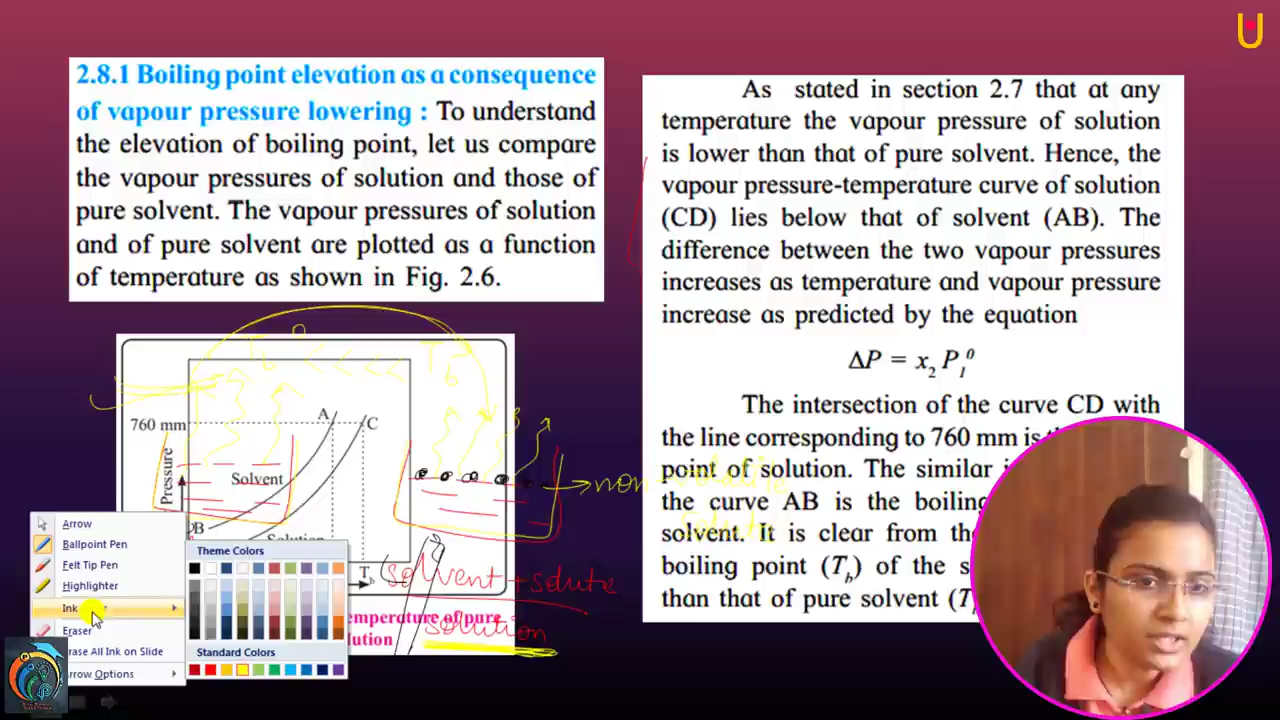 2.8.1 Boiling point elevation as a consequence
of vapour pressure lowering : To understand
the elevation of boiling point, let us compare
the vapour pressures of solution and those of
pure solvent. The vapour pressures of solution
and of pure solvent are plotted as a function
of temperature as shown in Fig. 2.6.
As stated in section 2.7 that at any
temperature the vapour pressure of solution
is lower than that of pure solvent. Hence, the
vapour pressure-temperature curve of solution
(CD) lies below that of solvent (AB). The
difference between the two vapour pressures
increases as temperature and vapour pressure
increase as predicted by the equation
ΔP = x₂ P₁⁰
The intersection of the curve CD with
the line corresponding to 760 mm is
point of solution. The similar
the curve AB is the
solvent. It is clear from
boiling point (T_b) of the
than that of pure solvent
T_b⁰ < < < < T_b
760 mm
A
C
Pressure
Solvent
B
Solution
T_b
non-volatile
solvent + solute
solution
temperature of pure
Arrow
Ballpoint Pen
Felt Tip Pen
Highlighter
Ink
Eraser
Erase All Ink on Slide
Arrow Options
Theme Colors
Standard Colors
U